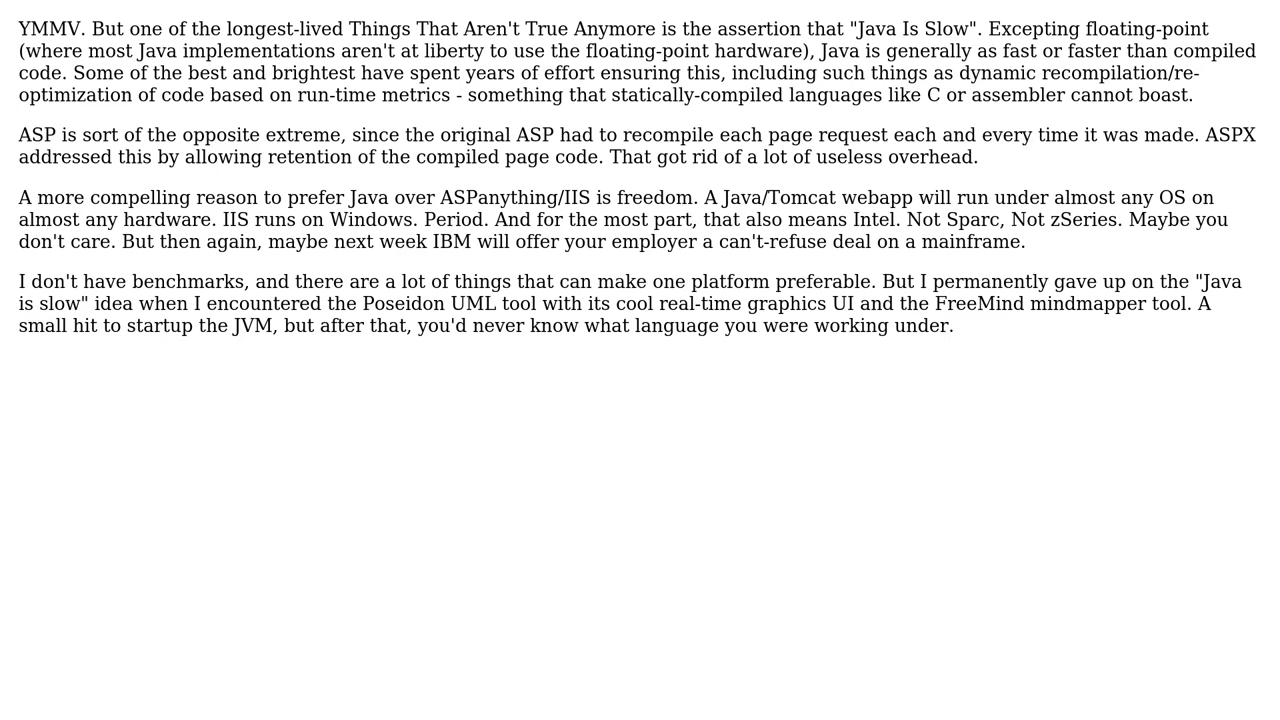 YMMV. But one of the longest-lived Things That Aren't True Anymore is the assertion that "Java Is Slow". Excepting floating-point
(where most Java implementations aren't at liberty to use the floating-point hardware), Java is generally as fast or faster than compiled
code. Some of the best and brightest have spent years of effort ensuring this, including such things as dynamic recompilation/re-
optimization of code based on run-time metrics - something that statically-compiled languages like C or assembler cannot boast.
ASP is sort of the opposite extreme, since the original ASP had to recompile each page request each and every time it was made. ASPX
addressed this by allowing retention of the compiled page code. That got rid of a lot of useless overhead.
A more compelling reason to prefer Java over ASPanything/IIS is freedom. A Java/Tomcat webapp will run under almost any OS on
almost any hardware. IIS runs on Windows. Period. And for the most part, that also means Intel. Not Sparc, Not zSeries. Maybe you
don't care. But then again, maybe next week IBM will offer your employer a can't-refuse deal on a mainframe.
I don't have benchmarks, and there are a lot of things that can make one platform preferable. But I permanently gave up on the "Java
is slow" idea when I encountered the Poseidon UML tool with its cool real-time graphics UI and the FreeMind mindmapper tool. A
small hit to startup the JVM, but after that, you'd never know what language you were working under.